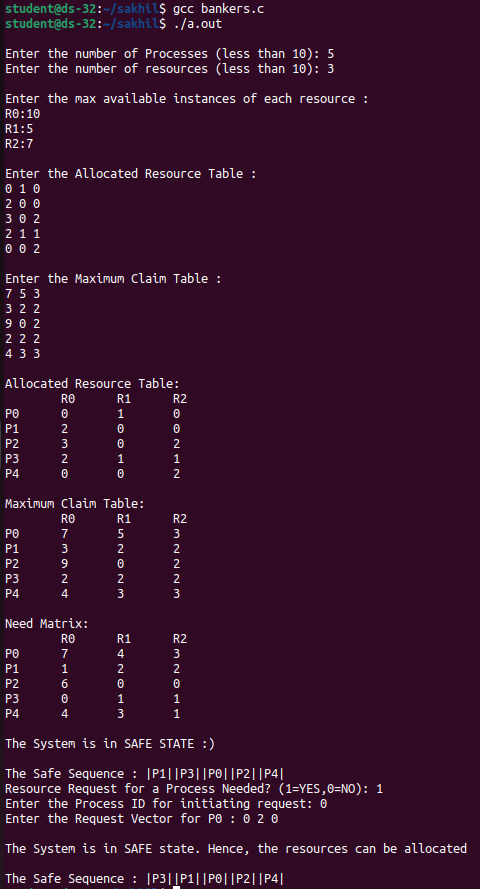 student@ds-32:~/sakhil$ gcc bankers.c
student@ds-32:~/sakhil$ ./a.out
Enter the number of Processes (less than 10): 5
Enter the number of resources (less than 10): 3
Enter the max available instances of each resource :
R0:10
R1:5
R2:7
Enter the Allocated Resource Table :
0 1 0
2 0 0
3 0 2
2 1 1
0 0 2
Enter the Maximum Claim Table :
7 5 3
3 2 2
9 0 2
2 2 2
4 3 3
Allocated Resource Table:
R0 R1 R2
P0 0 1 0
P1 2 0 0
P2 3 0 2
P3 2 1 1
P4 0 0 2
Maximum Claim Table:
R0 R1 R2
P0 7 5 3
P1 3 2 2
P2 9 0 2
P3 2 2 2
P4 4 3 3
Need Matrix:
R0 R1 R2
P0 7 4 3
P1 1 2 2
P2 6 0 0
P3 0 1 1
P4 4 3 1
The System is in SAFE STATE :)
The Safe Sequence : |P1||P3||P0||P2||P4|
Resource Request for a Process Needed? (1=YES,0=NO): 1
Enter the Process ID for initiating request: 0
Enter the Request Vector for P0 : 0 2 0
The System is in SAFE state. Hence, the resources can be allocated
The Safe Sequence : |P3||P1||P0||P2||P4|